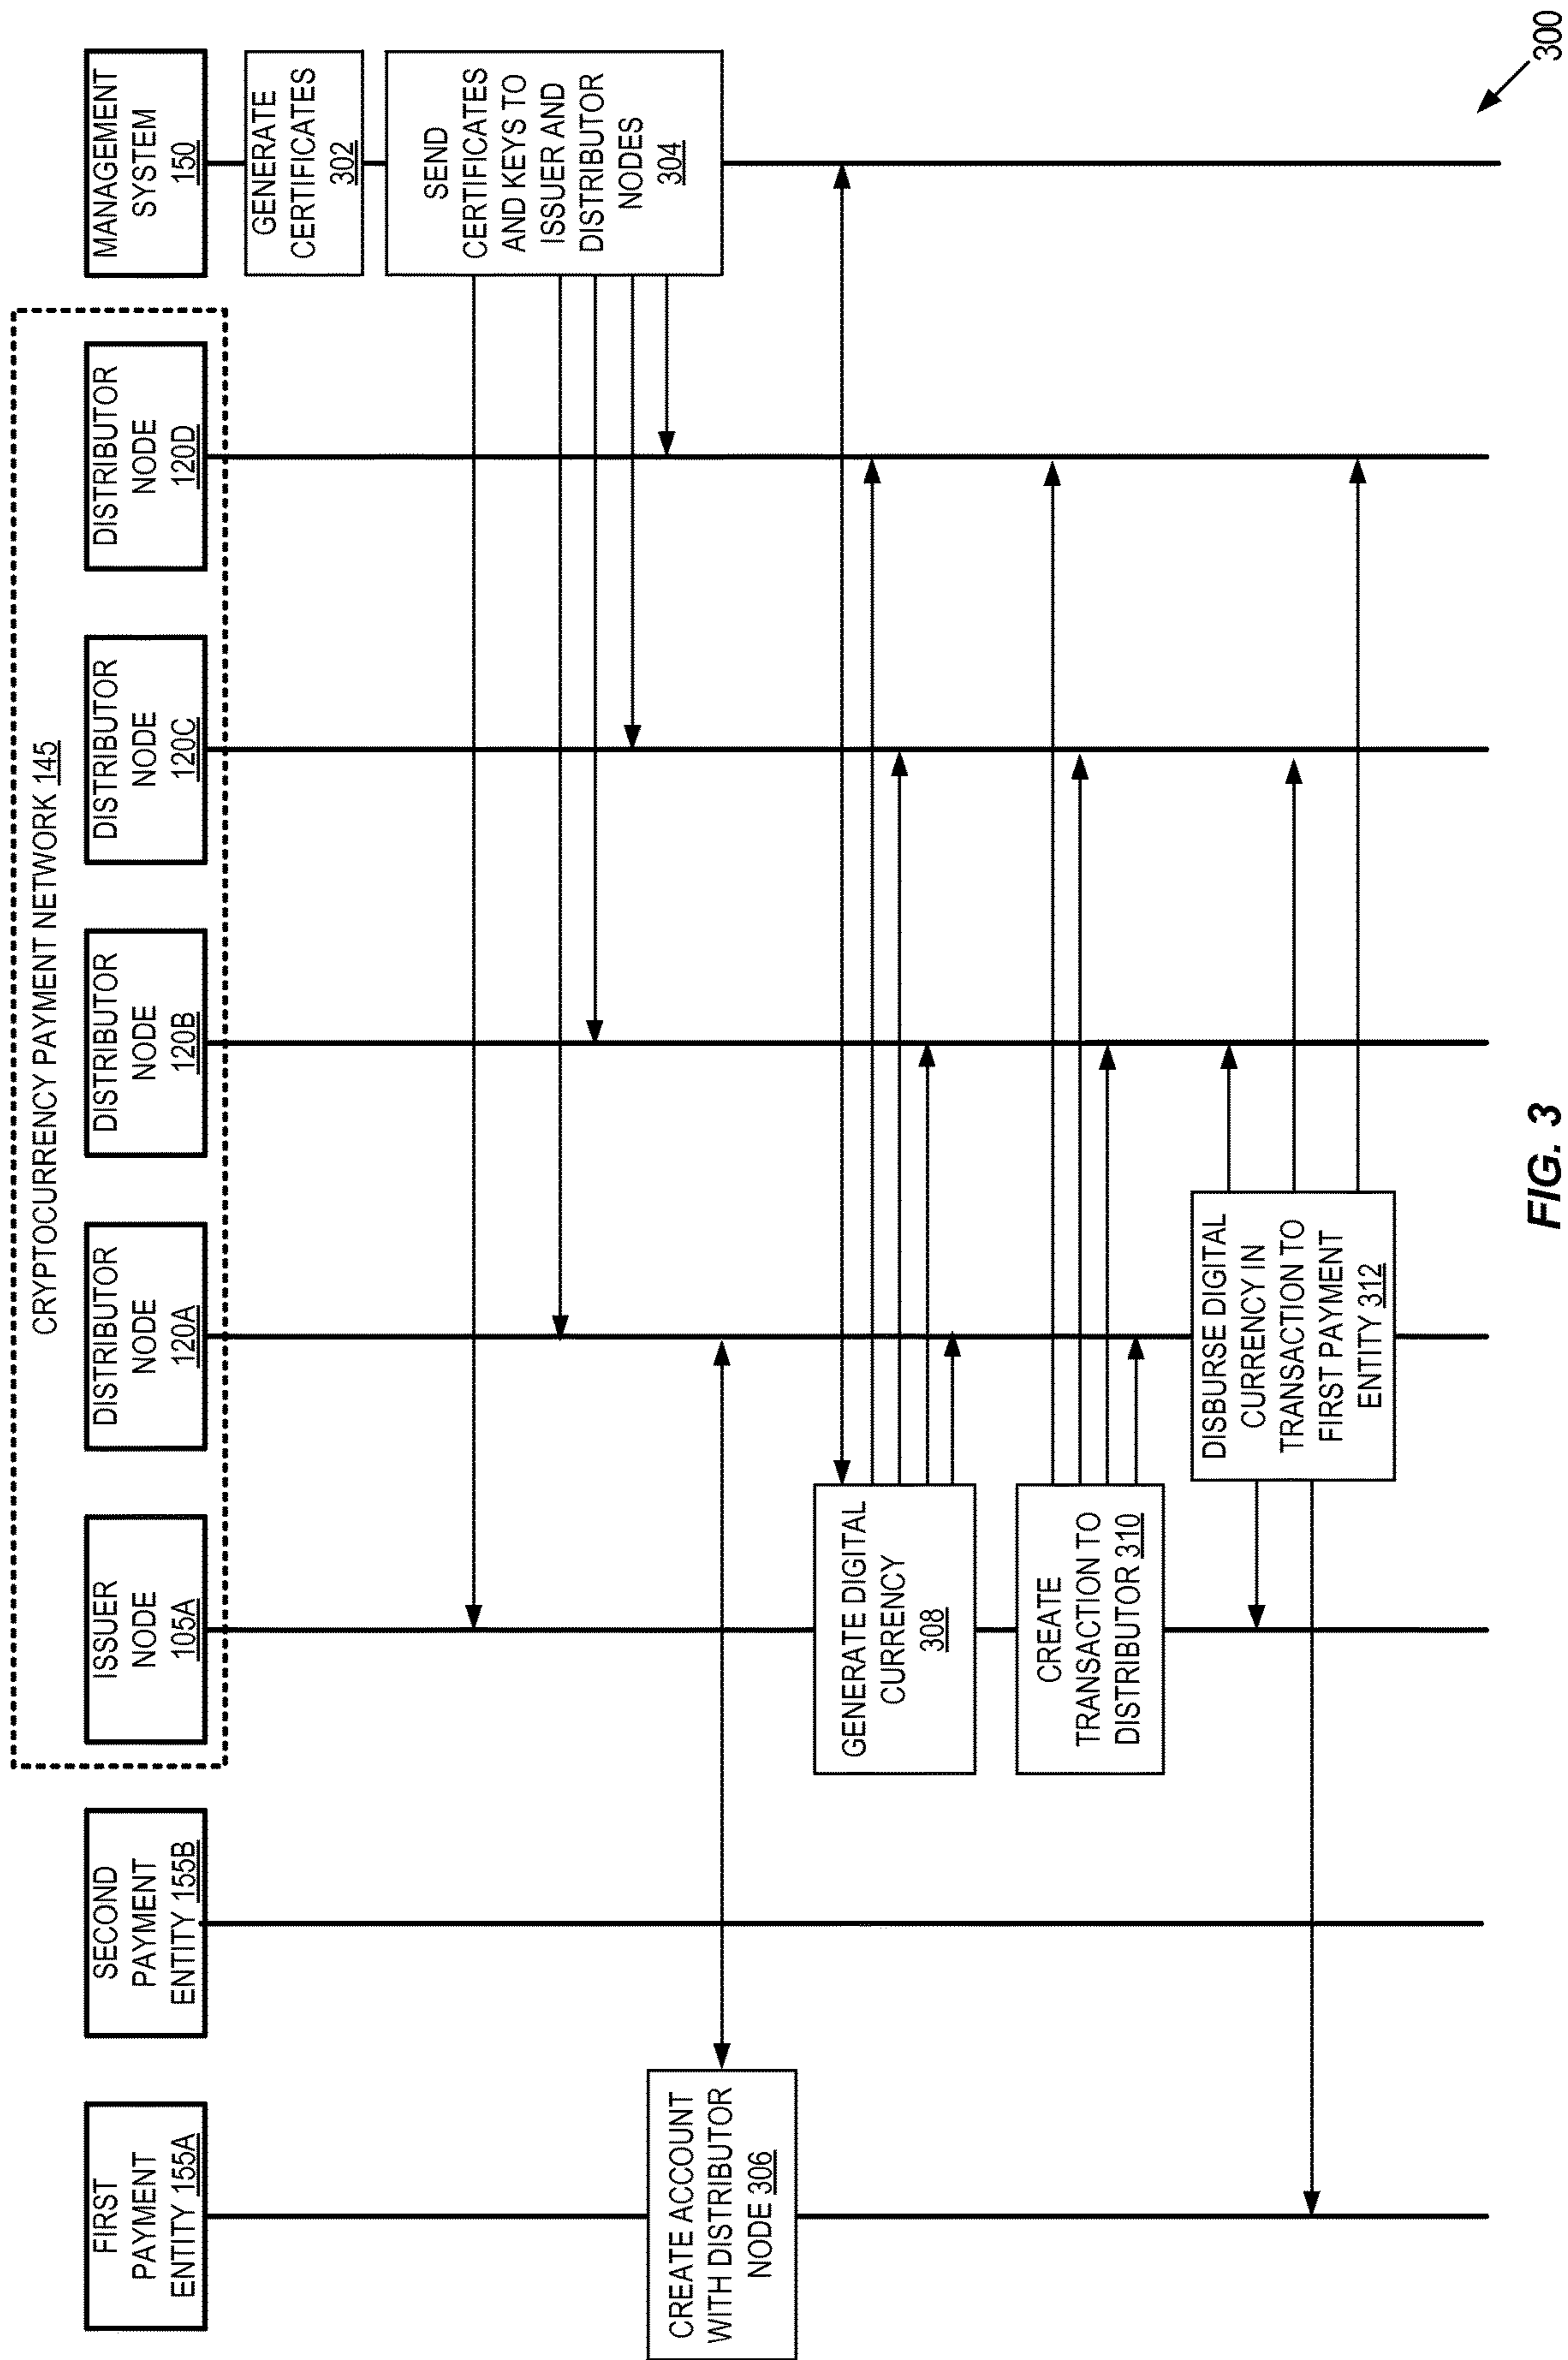 CRYPTOCURRENCY PAYMENT NETWORK 145
FIRST
PAYMENT
ENTITY 155A
SECOND
PAYMENT
ENTITY 155B
ISSUER
NODE
105A
DISTRIBUTOR
NODE
120A
DISTRIBUTOR
NODE
120B
DISTRIBUTOR
NODE
120C
DISTRIBUTOR
NODE
120D
MANAGEMENT
SYSTEM
150
GENERATE
CERTIFICATES
302
SEND
CERTIFICATES
AND KEYS TO
ISSUER AND
DISTRIBUTOR
NODES
304
CREATE ACCOUNT
WITH DISTRIBUTOR
NODE 306
GENERATE DIGITAL
CURRENCY
308
CREATE
TRANSACTION TO
DISTRIBUTOR 310
DISBURSE DIGITAL
CURRENCY IN
TRANSACTION TO
FIRST PAYMENT
ENTITY 312
300
FIG. 3